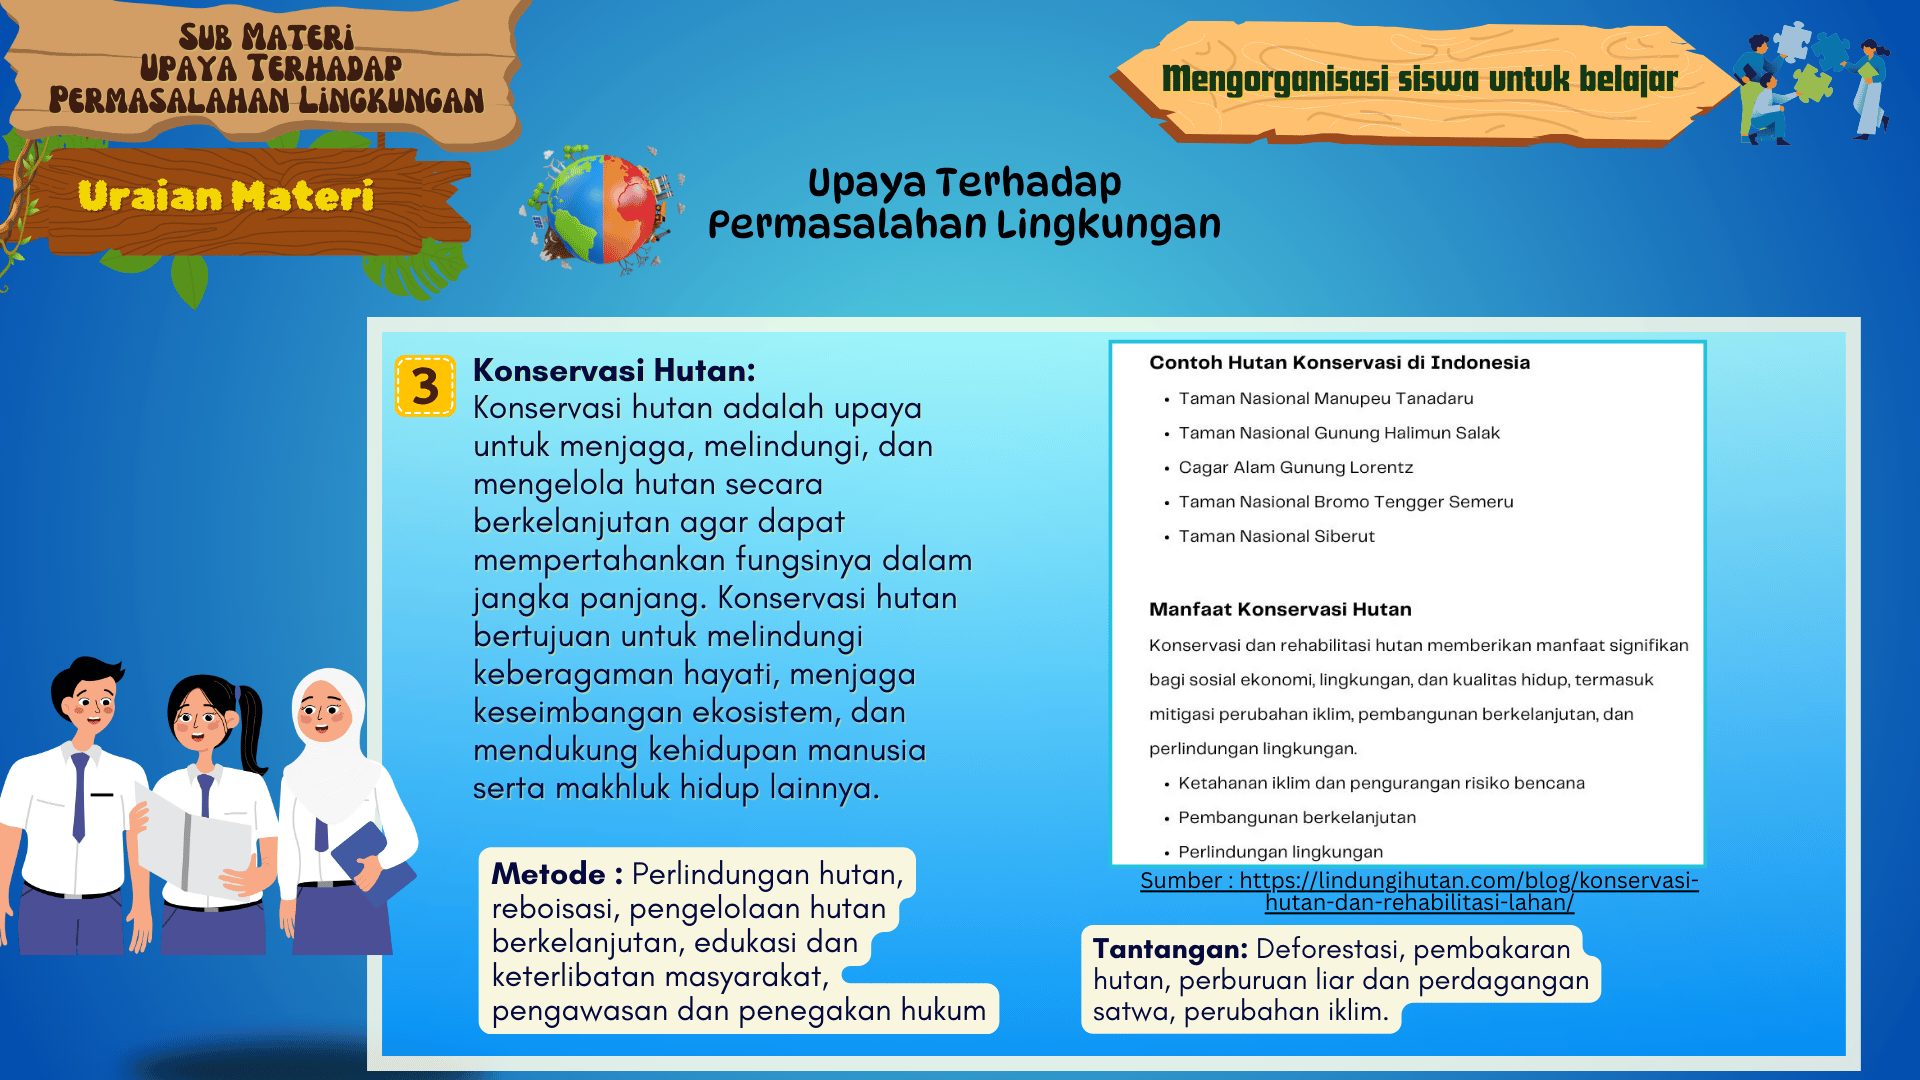 Sub Materi
Upaya Terhadap
Permasalahan Lingkungan
Mengorganisasi siswa untuk belajar
Uraian Materi
Upaya Terhadap
Permasalahan Lingkungan
3
Konservasi Hutan:
Konservasi hutan adalah upaya
untuk menjaga, melindungi, dan
mengelola hutan secara
berkelanjutan agar dapat
mempertahankan fungsinya dalam
jangka panjang. Konservasi hutan
bertujuan untuk melindungi
keberagaman hayati, menjaga
keseimbangan ekosistem, dan
mendukung kehidupan manusia
serta makhluk hidup lainnya.
Metode : Perlindungan hutan,
reboisasi, pengelolaan hutan
berkelanjutan, edukasi dan
keterlibatan masyarakat,
pengawasan dan penegakan hukum
Contoh Hutan Konservasi di Indonesia
• Taman Nasional Manupeu Tanadaru
• Taman Nasional Gunung Halimun Salak
• Cagar Alam Gunung Lorentz
• Taman Nasional Bromo Tengger Semeru
• Taman Nasional Siberut
Manfaat Konservasi Hutan
Konservasi dan rehabilitasi hutan memberikan manfaat signifikan
bagi sosial ekonomi, lingkungan, dan kualitas hidup, termasuk
mitigasi perubahan iklim, pembangunan berkelanjutan, dan
perlindungan lingkungan.
• Ketahanan iklim dan pengurangan risiko bencana
• Pembangunan berkelanjutan
• Perlindungan lingkungan
Sumber : https://lindungihutan.com/blog/konservasi-
hutan-dan-rehabilitasi-lahan/
Tantangan: Deforestasi, pembakaran
hutan, perburuan liar dan perdagangan
satwa, perubahan iklim.